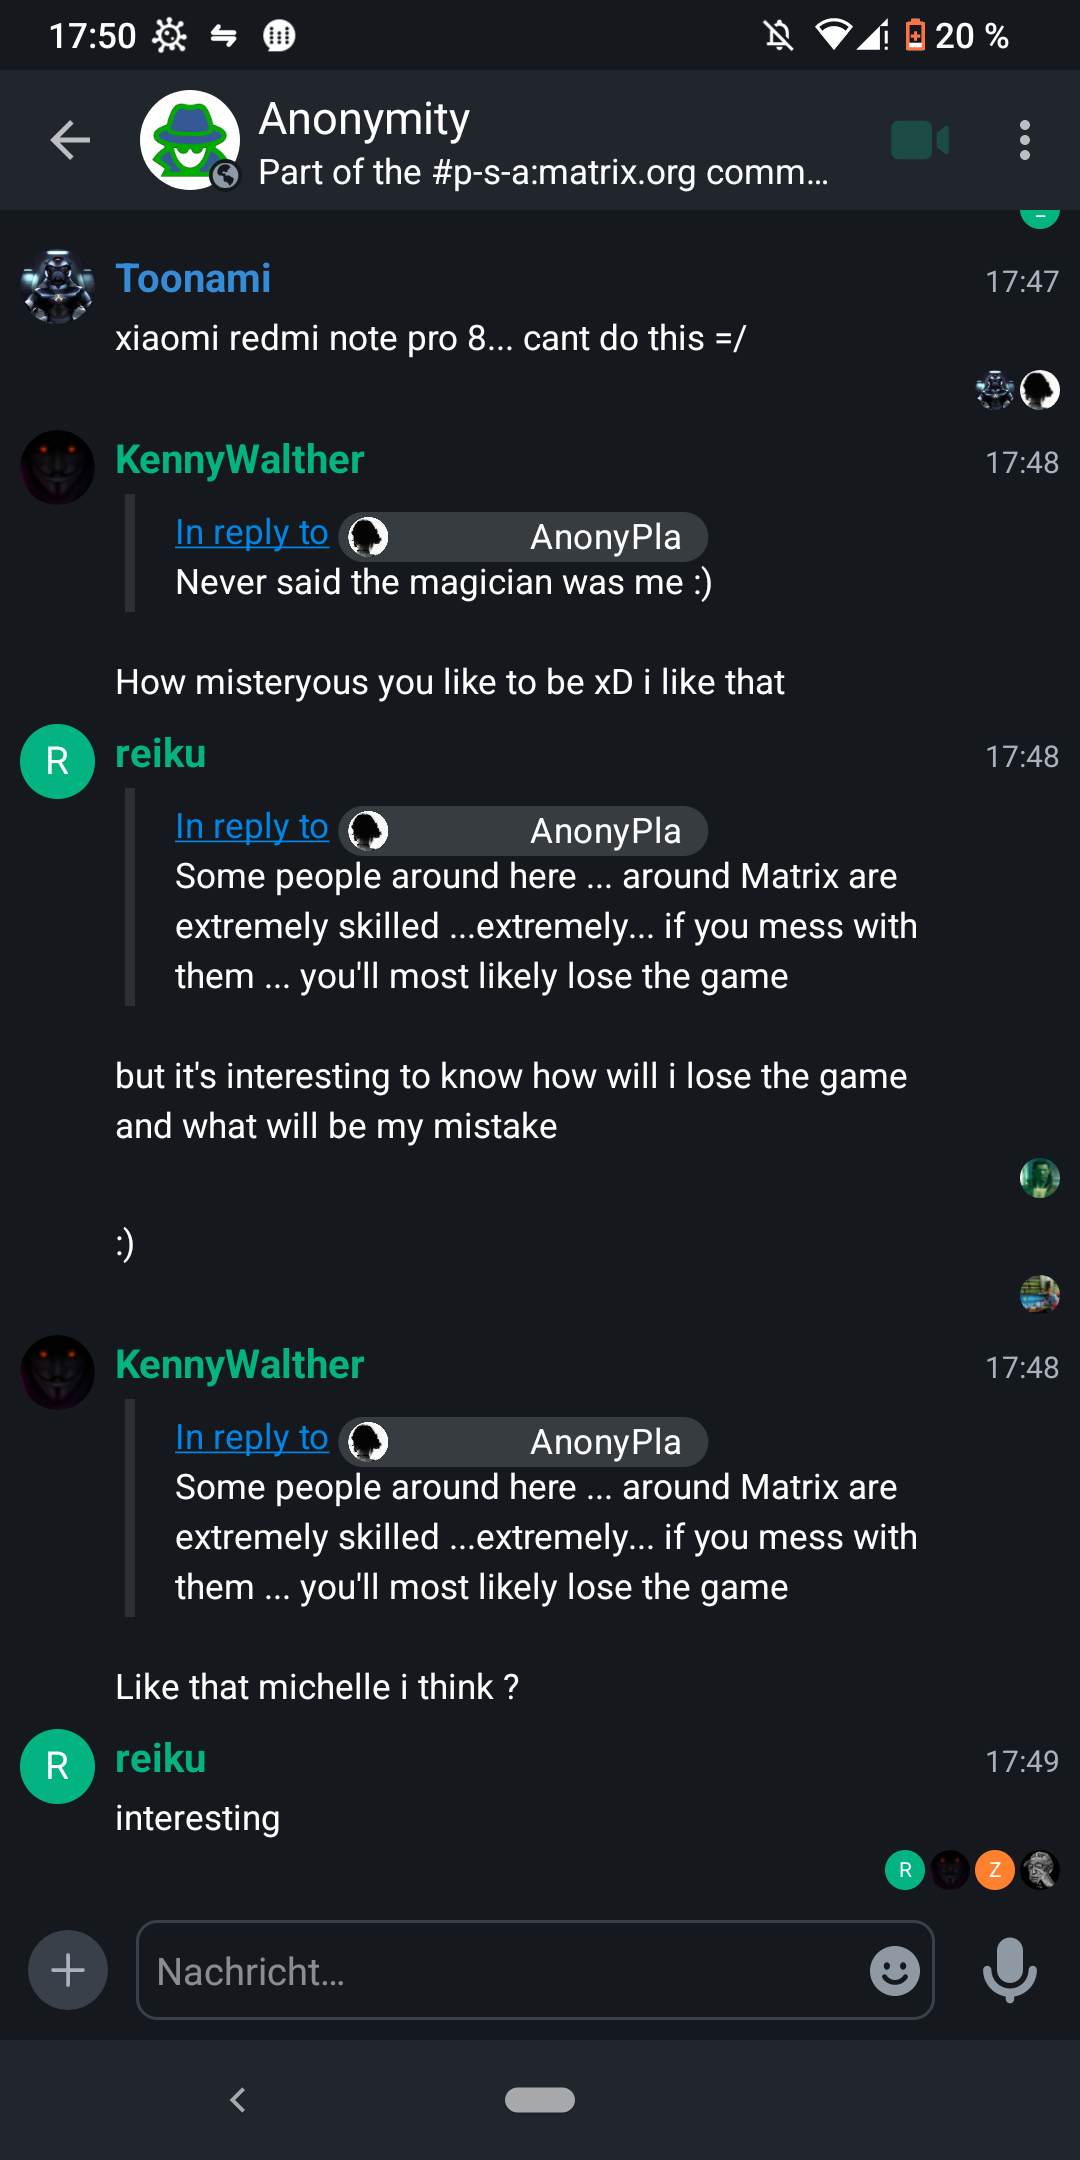 17:50
20 %
Anonymity
Part of the #p-s-a:matrix.org comm...
Toonami 17:47
xiaomi redmi note pro 8... cant do this =/
KennyWalther 17:48
In reply to AnonyPla
Never said the magician was me :)
How misteryous you like to be xD i like that
R reiku 17:48
In reply to AnonyPla
Some people around here ... around Matrix are
extremely skilled ...extremely... if you mess with
them ... you'll most likely lose the game
but it's interesting to know how will i lose the game
and what will be my mistake
:)
KennyWalther 17:48
In reply to AnonyPla
Some people around here ... around Matrix are
extremely skilled ...extremely... if you mess with
them ... you'll most likely lose the game
Like that michelle i think ?
R reiku 17:49
interesting
R Z
Nachricht...